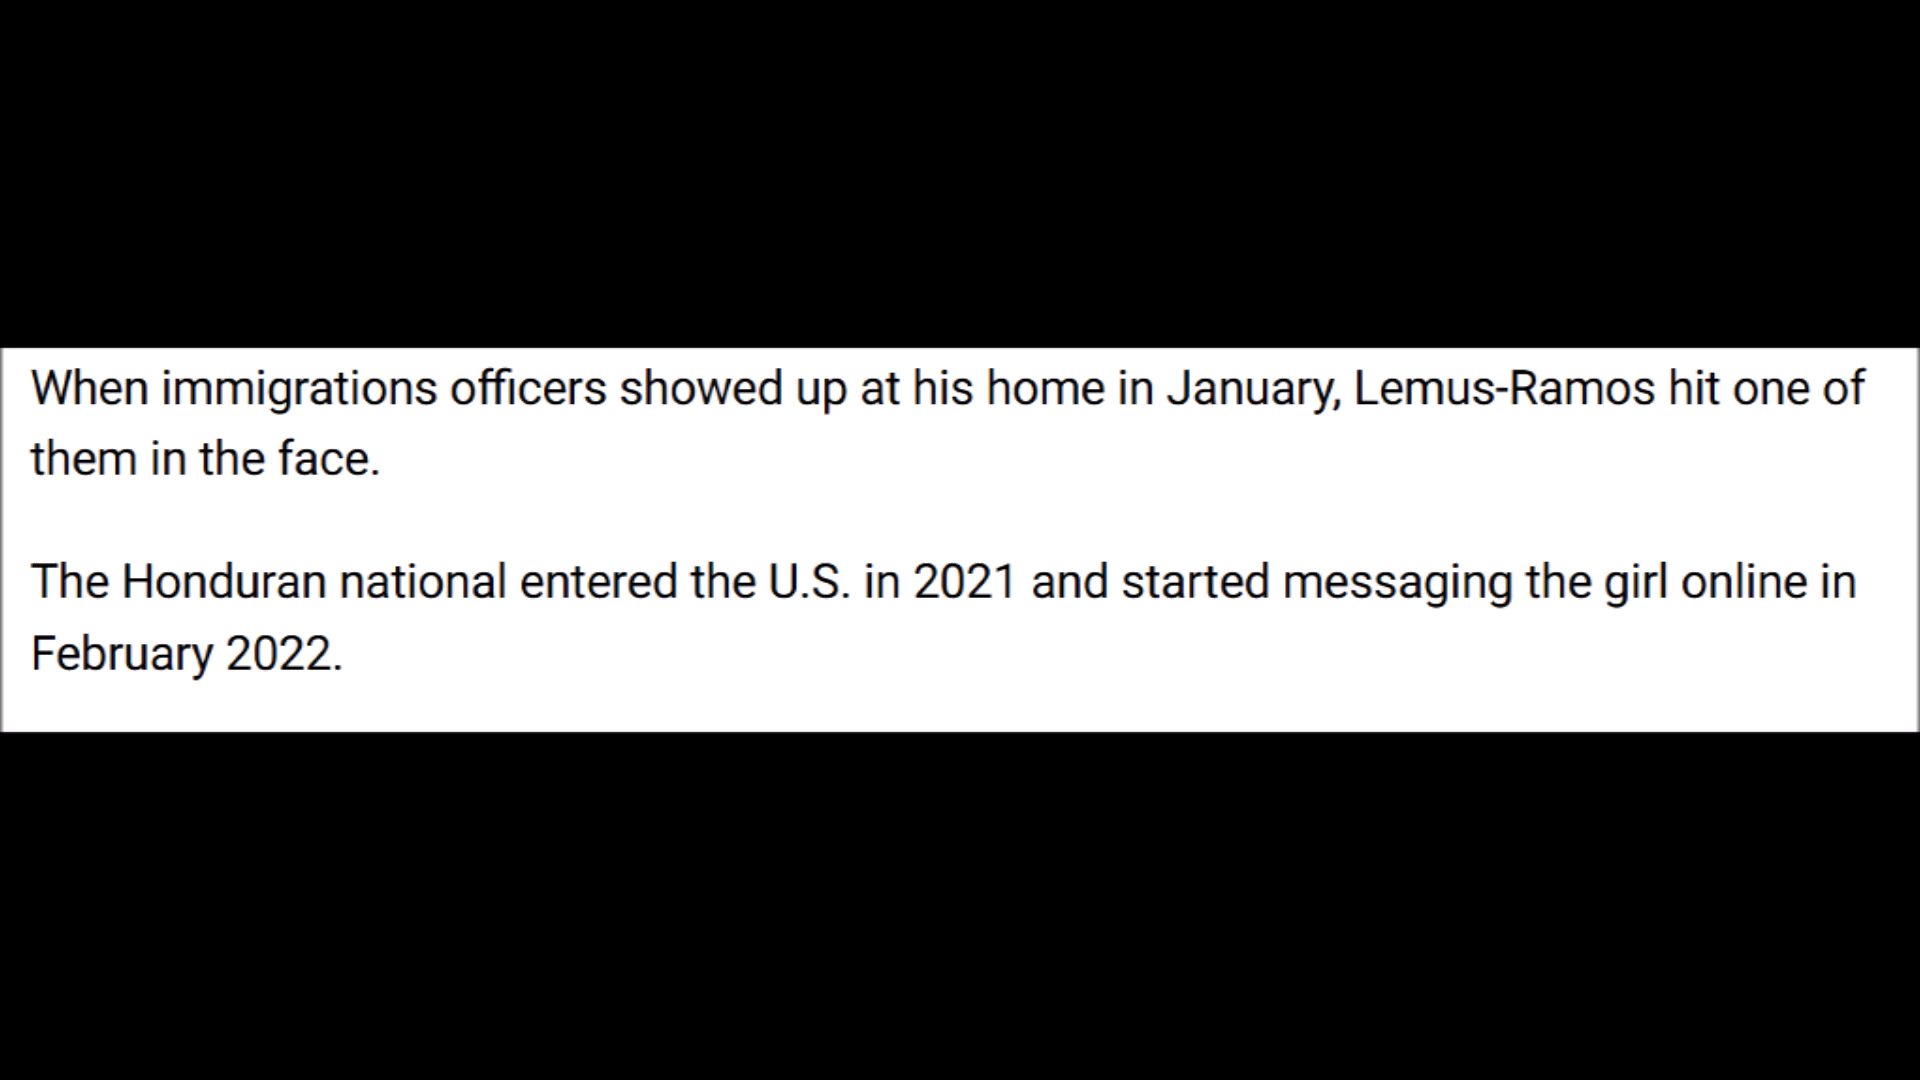 When immigrations officers showed up at his home in January, Lemus-Ramos hit one of
them in the face.
The Honduran national entered the U.S. in 2021 and started messaging the girl online in
February 2022.